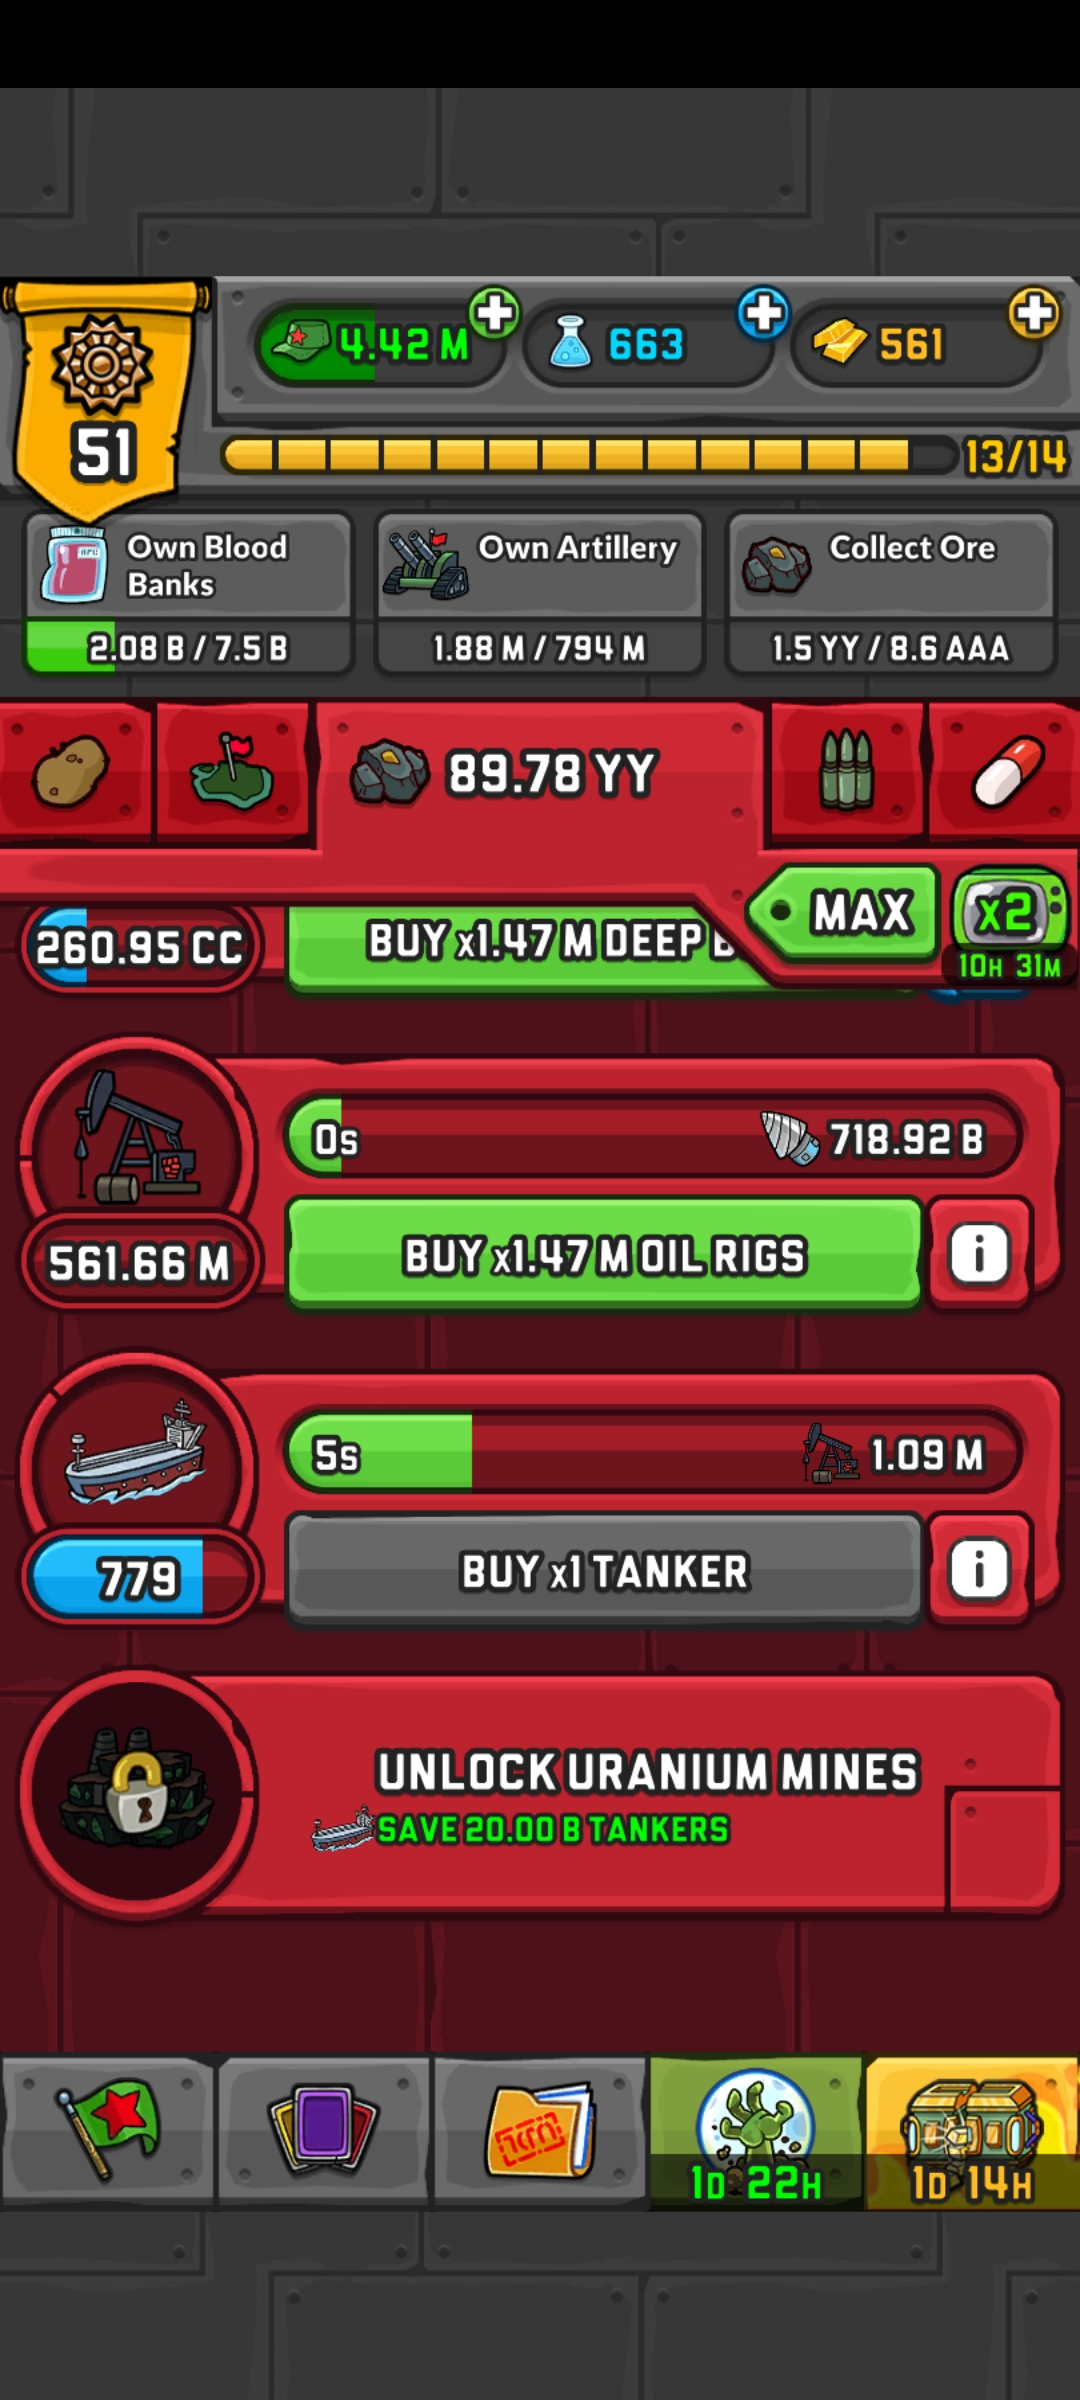 4.42 M
663
561
51
13/14
Own Blood
Banks
2.08 B / 7.5 B
Own Artillery
1.88 M / 794 M
Collect Ore
1.5 YY / 8.6 AAA
89.78 YY
MAX
x2
10H 31M
260.95 CC
BUY x1.47 M DEEP
0s
718.92 B
561.66 M
BUY x1.47 M OIL RIGS
i
5s
1.09 M
779
BUY x1 TANKER
i
UNLOCK URANIUM MINES
SAVE 20.00 B TANKERS
1D 22H
1D 14H